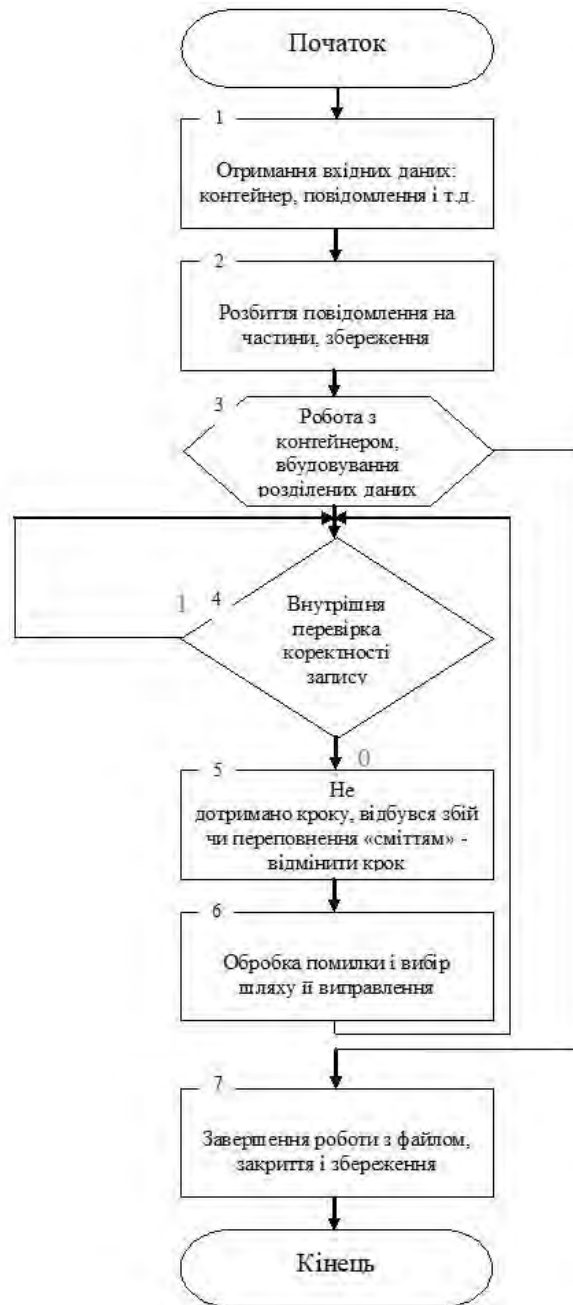 Початок
1
Отримання вхідних даних:
контейнер, повідомлення і т.д.
2
Розбиття повідомлення на
частини, збереження
3
Робота з
контейнером,
вбудовування
розділених даних
1
4
Внутрішня
перевірка
коректності
запису
0
5
Не
дотримано кроку, відбувся збій
чи переповнення «сміттям» -
відмінити крок
6
Обробка помилки і вибір
шляху її виправлення
7
Завершення роботи з файлом,
закриття і збереження
Кінець